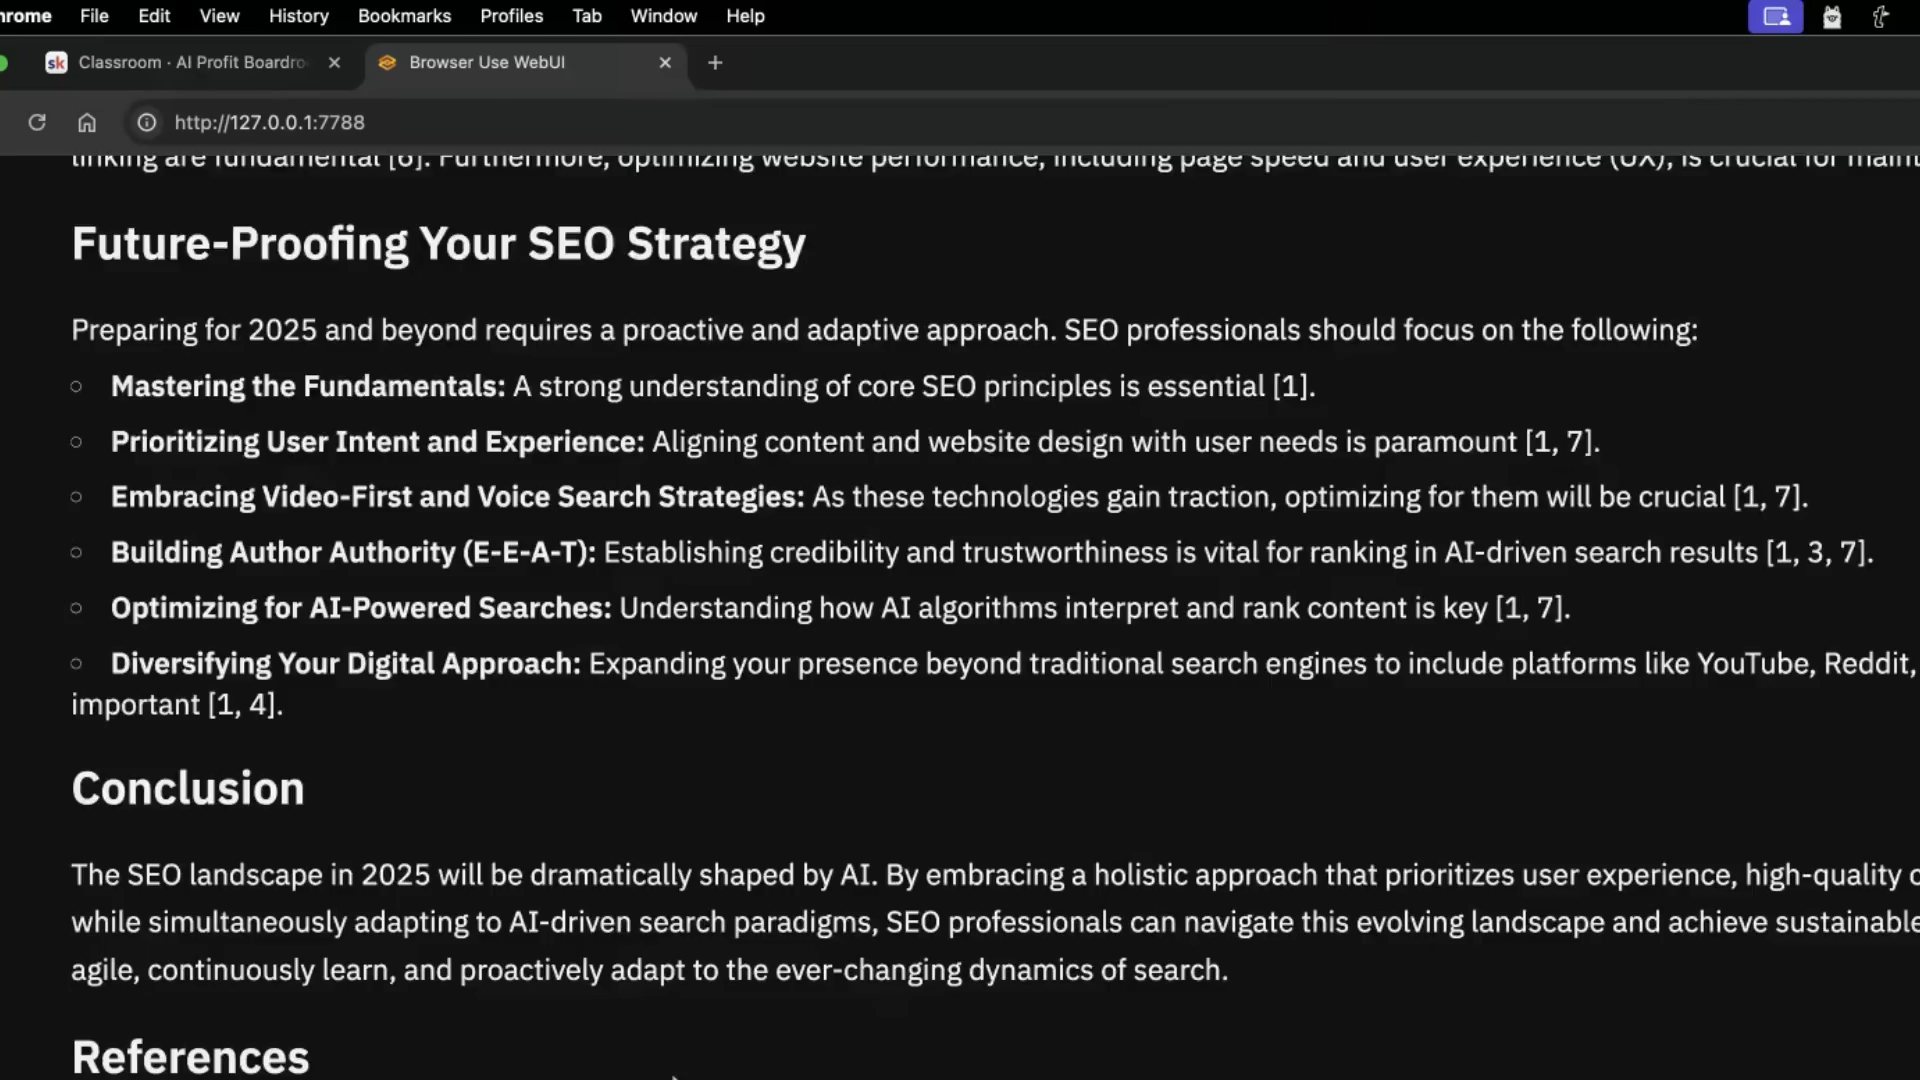 hrome File Edit View History Bookmarks Profiles Tab Window Help
sk Classroom · AI Profit Boardro Browser Use WebUI
http://127.0.0.1:7788
linking are fundamental [6]. Furthermore, optimizing website performance, including page speed and user experience (UX), is crucial for maint
Future-Proofing Your SEO Strategy
Preparing for 2025 and beyond requires a proactive and adaptive approach. SEO professionals should focus on the following:
Mastering the Fundamentals: A strong understanding of core SEO principles is essential [1].
Prioritizing User Intent and Experience: Aligning content and website design with user needs is paramount [1, 7].
Embracing Video-First and Voice Search Strategies: As these technologies gain traction, optimizing for them will be crucial [1, 7].
Building Author Authority (E-E-A-T): Establishing credibility and trustworthiness is vital for ranking in AI-driven search results [1, 3, 7].
Optimizing for AI-Powered Searches: Understanding how AI algorithms interpret and rank content is key [1, 7].
Diversifying Your Digital Approach: Expanding your presence beyond traditional search engines to include platforms like YouTube, Reddit,
important [1, 4].
Conclusion
The SEO landscape in 2025 will be dramatically shaped by AI. By embracing a holistic approach that prioritizes user experience, high-quality c
while simultaneously adapting to AI-driven search paradigms, SEO professionals can navigate this evolving landscape and achieve sustainable
agile, continuously learn, and proactively adapt to the ever-changing dynamics of search.
References